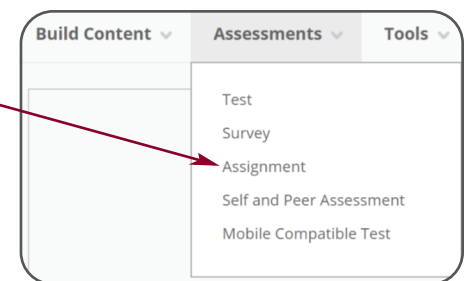 Build Content Assessments Tools
Test
Survey
Assignment
Self and Peer Assessment
Mobile Compatible Test